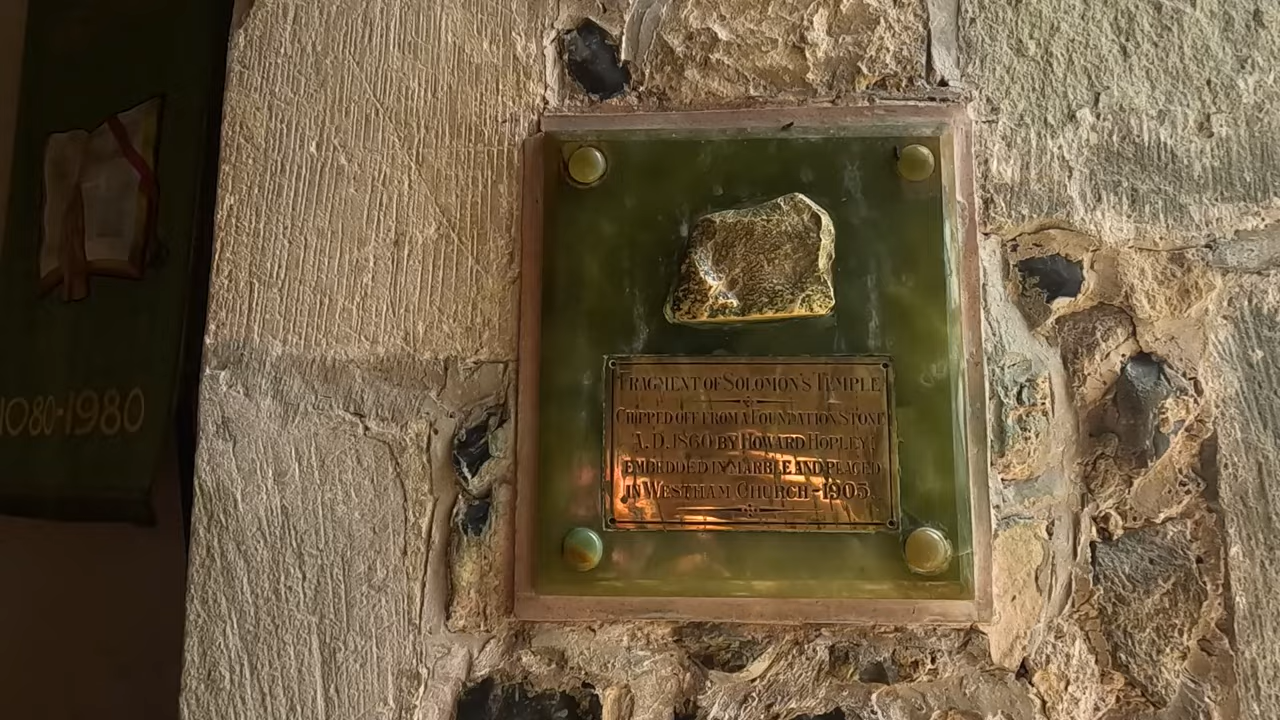 1080-1980
FRAGMENT OF SOLOMON'S TEMPLE
CHIPPED OFF FROM A FOUNDATION STONE
A.D. 1860 BY HOWARD HOPLEY
EMBEDDED IN MARBLE AND PLACED
IN WESTHAM CHURCH-1905.